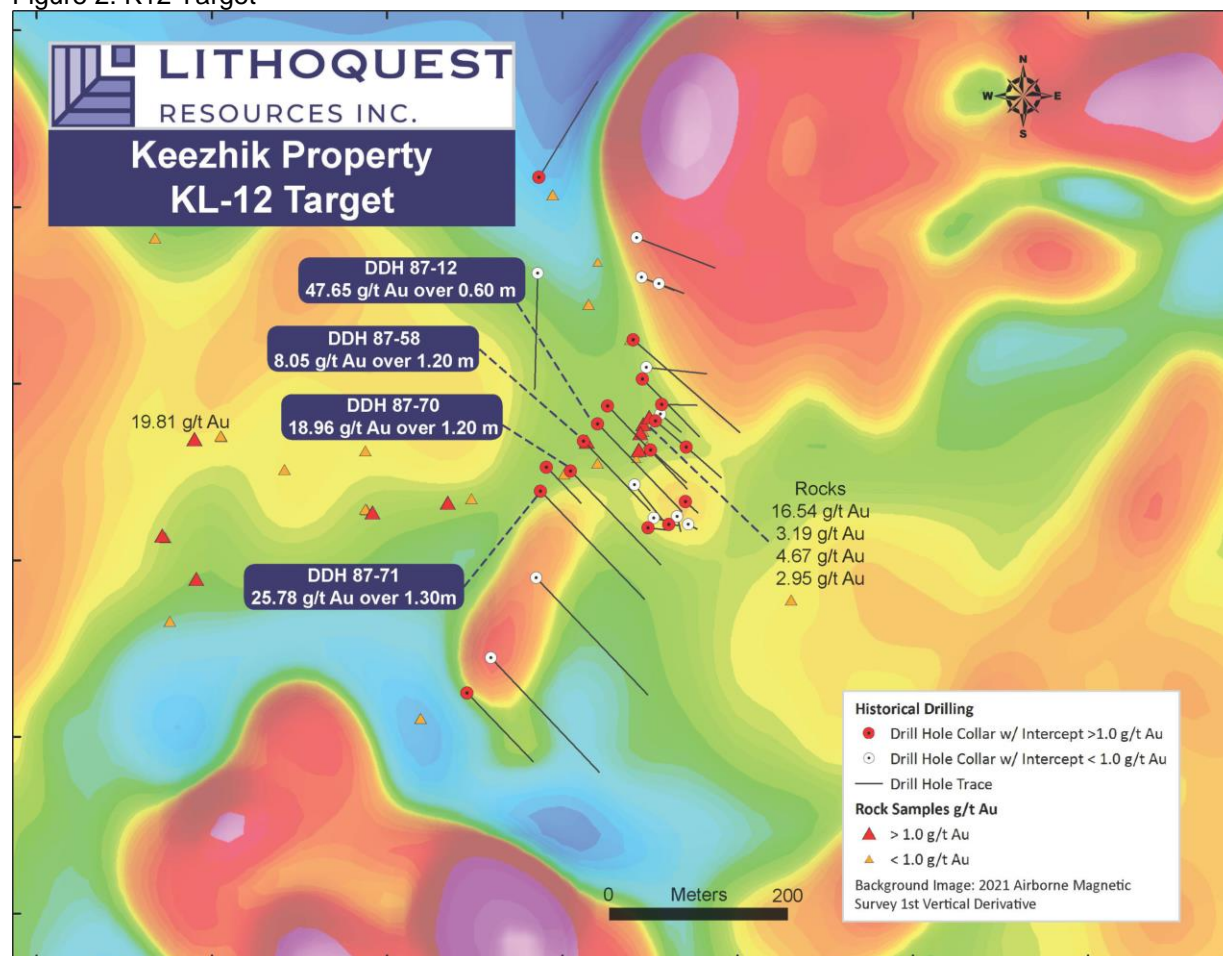 Figure 2: K12 Target
LITHOQUEST
RESOURCES INC.
Keezhik Property
KL-12 Target
N
W
E
S
DDH 87-12
47.65 g/t Au over 0.60 m
DDH 87-58
8.05 g/t Au over 1.20 m
DDH 87-70
18.96 g/t Au over 1.20 m
19.81 g/t Au
Rocks
16.54 g/t Au
3.19 g/t Au
4.67 g/t Au
2.95 g/t Au
DDH 87-71
25.78 g/t Au over 1.30m
Historical Drilling
Drill Hole Collar w/ Intercept >1.0 g/t Au
Drill Hole Collar w/ Intercept < 1.0 g/t Au
Drill Hole Trace
Rock Samples g/t Au
> 1.0 g/t Au
< 1.0 g/t Au
Background Image: 2021 Airborne Magnetic
Survey 1st Vertical Derivative
0 Meters 200